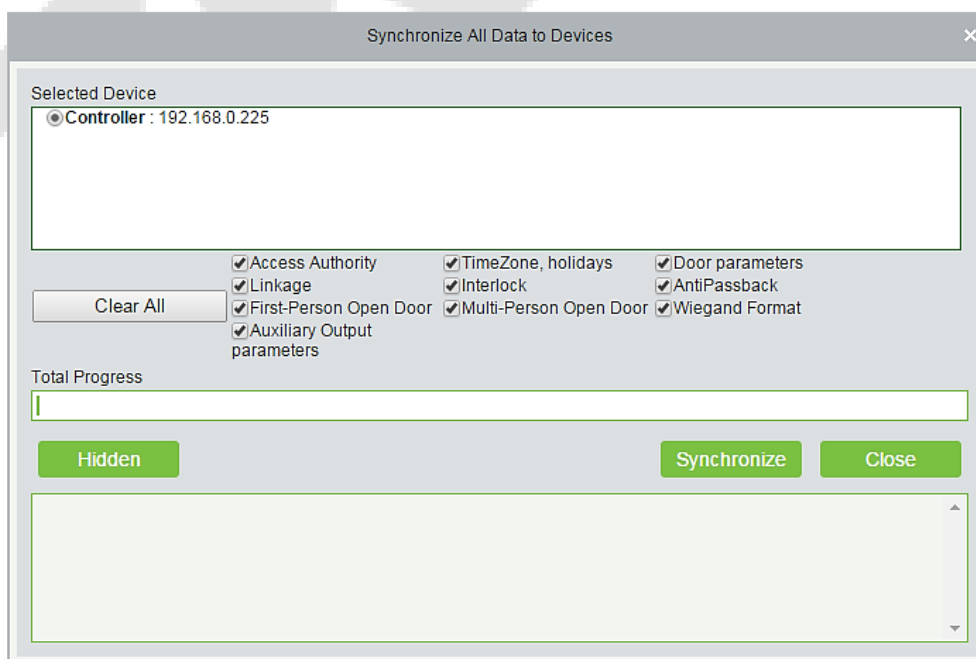 Synchronize All Data to Devices
Selected Device
Controller : 192.168.0.225
Access Authority TimeZone, holidays Door parameters
Linkage Interlock AntiPassback
Clear All
First-Person Open Door Multi-Person Open Door Wiegand Format
Auxiliary Output
parameters
Total Progress
Hidden Synchronize Close